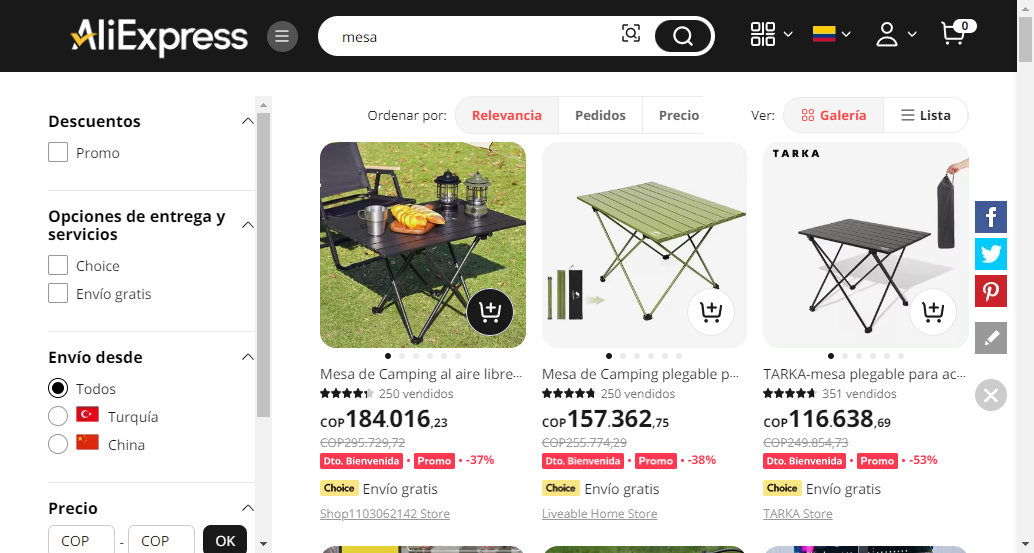 AliExpress
mesa
0
Descuentos
Promo
Opciones de entrega y
servicios
Choice
Envío gratis
Envío desde
Todos
Turquía
China
Precio
COP - COP OK
Ordenar por: Relevancia Pedidos Precio
Ver: Galería Lista
Mesa de Camping al aire libre...
250 vendidos
COP184.016,23
COP295.729,72
Dto. Bienvenida • Promo • -37%
Choice Envío gratis
Shop1103062142 Store
Mesa de Camping plegable p...
250 vendidos
COP157.362,75
COP255.774,29
Dto. Bienvenida • Promo • -38%
Choice Envío gratis
Liveable Home Store
TARKA
TARKA-mesa plegable para ac...
351 vendidos
COP116.638,69
COP249.854,73
Dto. Bienvenida • Promo • -53%
Choice Envío gratis
TARKA Store